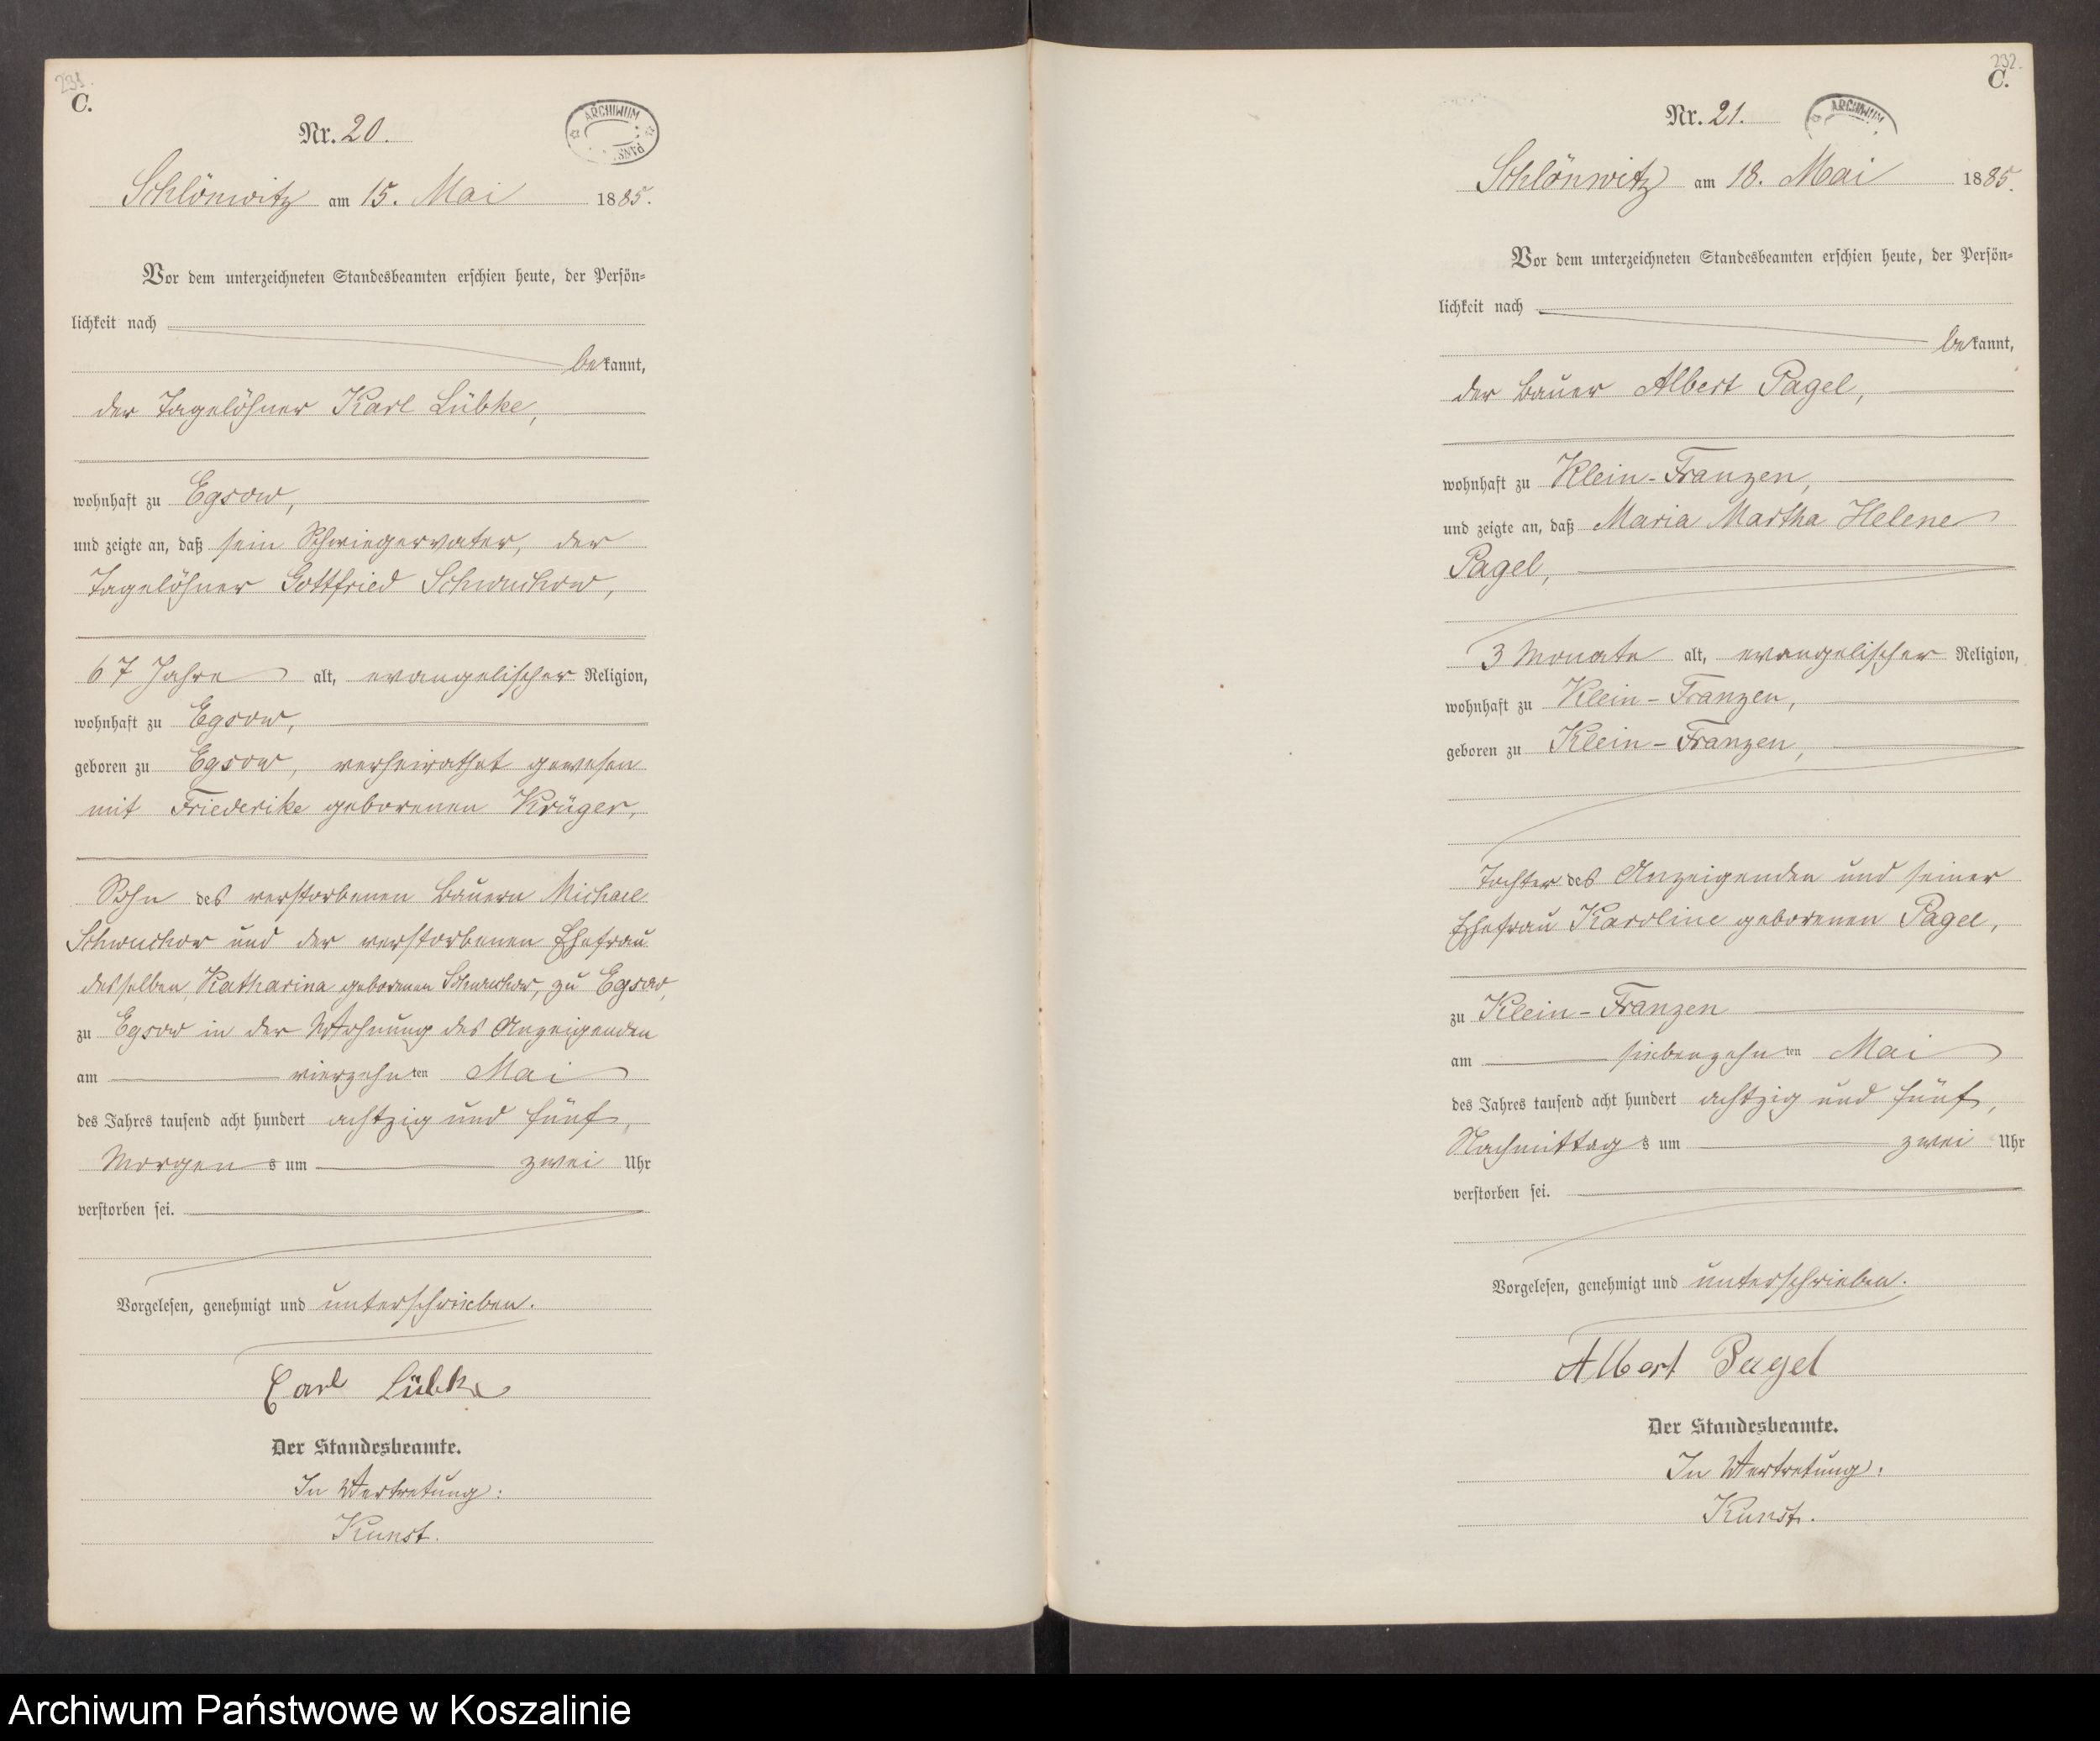 231.
C.
Nr. 20.
ARCHIWUM
PAŃS
Schlönwitz am 15. Mai 1885.
Vor dem unterzeichneten Standesbeamten erschien heute, der Persön-
lichkeit nach
bekannt,
der Tagelöhner Karl Lübke,
wohnhaft zu Egsow,
und zeigte an, daß sein Schwiegervater, der
Tagelöhner Gottfried Schwuchow,
67 Jahre alt, evangelischer Religion,
wohnhaft zu Egsow,
geboren zu Egsow, verheirathet gewesen
mit Friederike geborenen Krüger,
Sohn des verstorbenen Bauern Michael
Schwuchow und der verstorbenen Ehefrau
desselben, Katharina geborenen Schwuchow, zu Egsow,
zu Egsow in der Wohnung des Anzeigenden
am vierzehnten Mai
des Jahres tausend acht hundert achtzig und fünf,
Morgens um zwei Uhr
verstorben sei.
Vorgelesen, genehmigt und unterschrieben.
Carl Lübke
Der Standesbeamte.
In Vertretung:
Kunst.
232.
C.
Nr. 21.
ARCHIWUM
Schlönwitz am 18. Mai 1885.
Vor dem unterzeichneten Standesbeamten erschien heute, der Persön-
lichkeit nach
bekannt,
der Bauer Albert Pagel,
wohnhaft zu Klein-Franzen,
und zeigte an, daß Maria Martha Helene
Pagel,
3 Monate alt, evangelischer Religion,
wohnhaft zu Klein-Franzen,
geboren zu Klein-Franzen,
Tochter des Anzeigenden und seiner
Ehefrau Karoline geborenen Pagel,
zu Klein-Franzen
am siebenzehnten Mai
des Jahres tausend acht hundert achtzig und fünf,
Nachmittags um zwei Uhr
verstorben sei.
Vorgelesen, genehmigt und unterschrieben.
Albert Pagel
Der Standesbeamte.
In Vertretung:
Kunst.
Archiwum Państwowe w Koszalinie